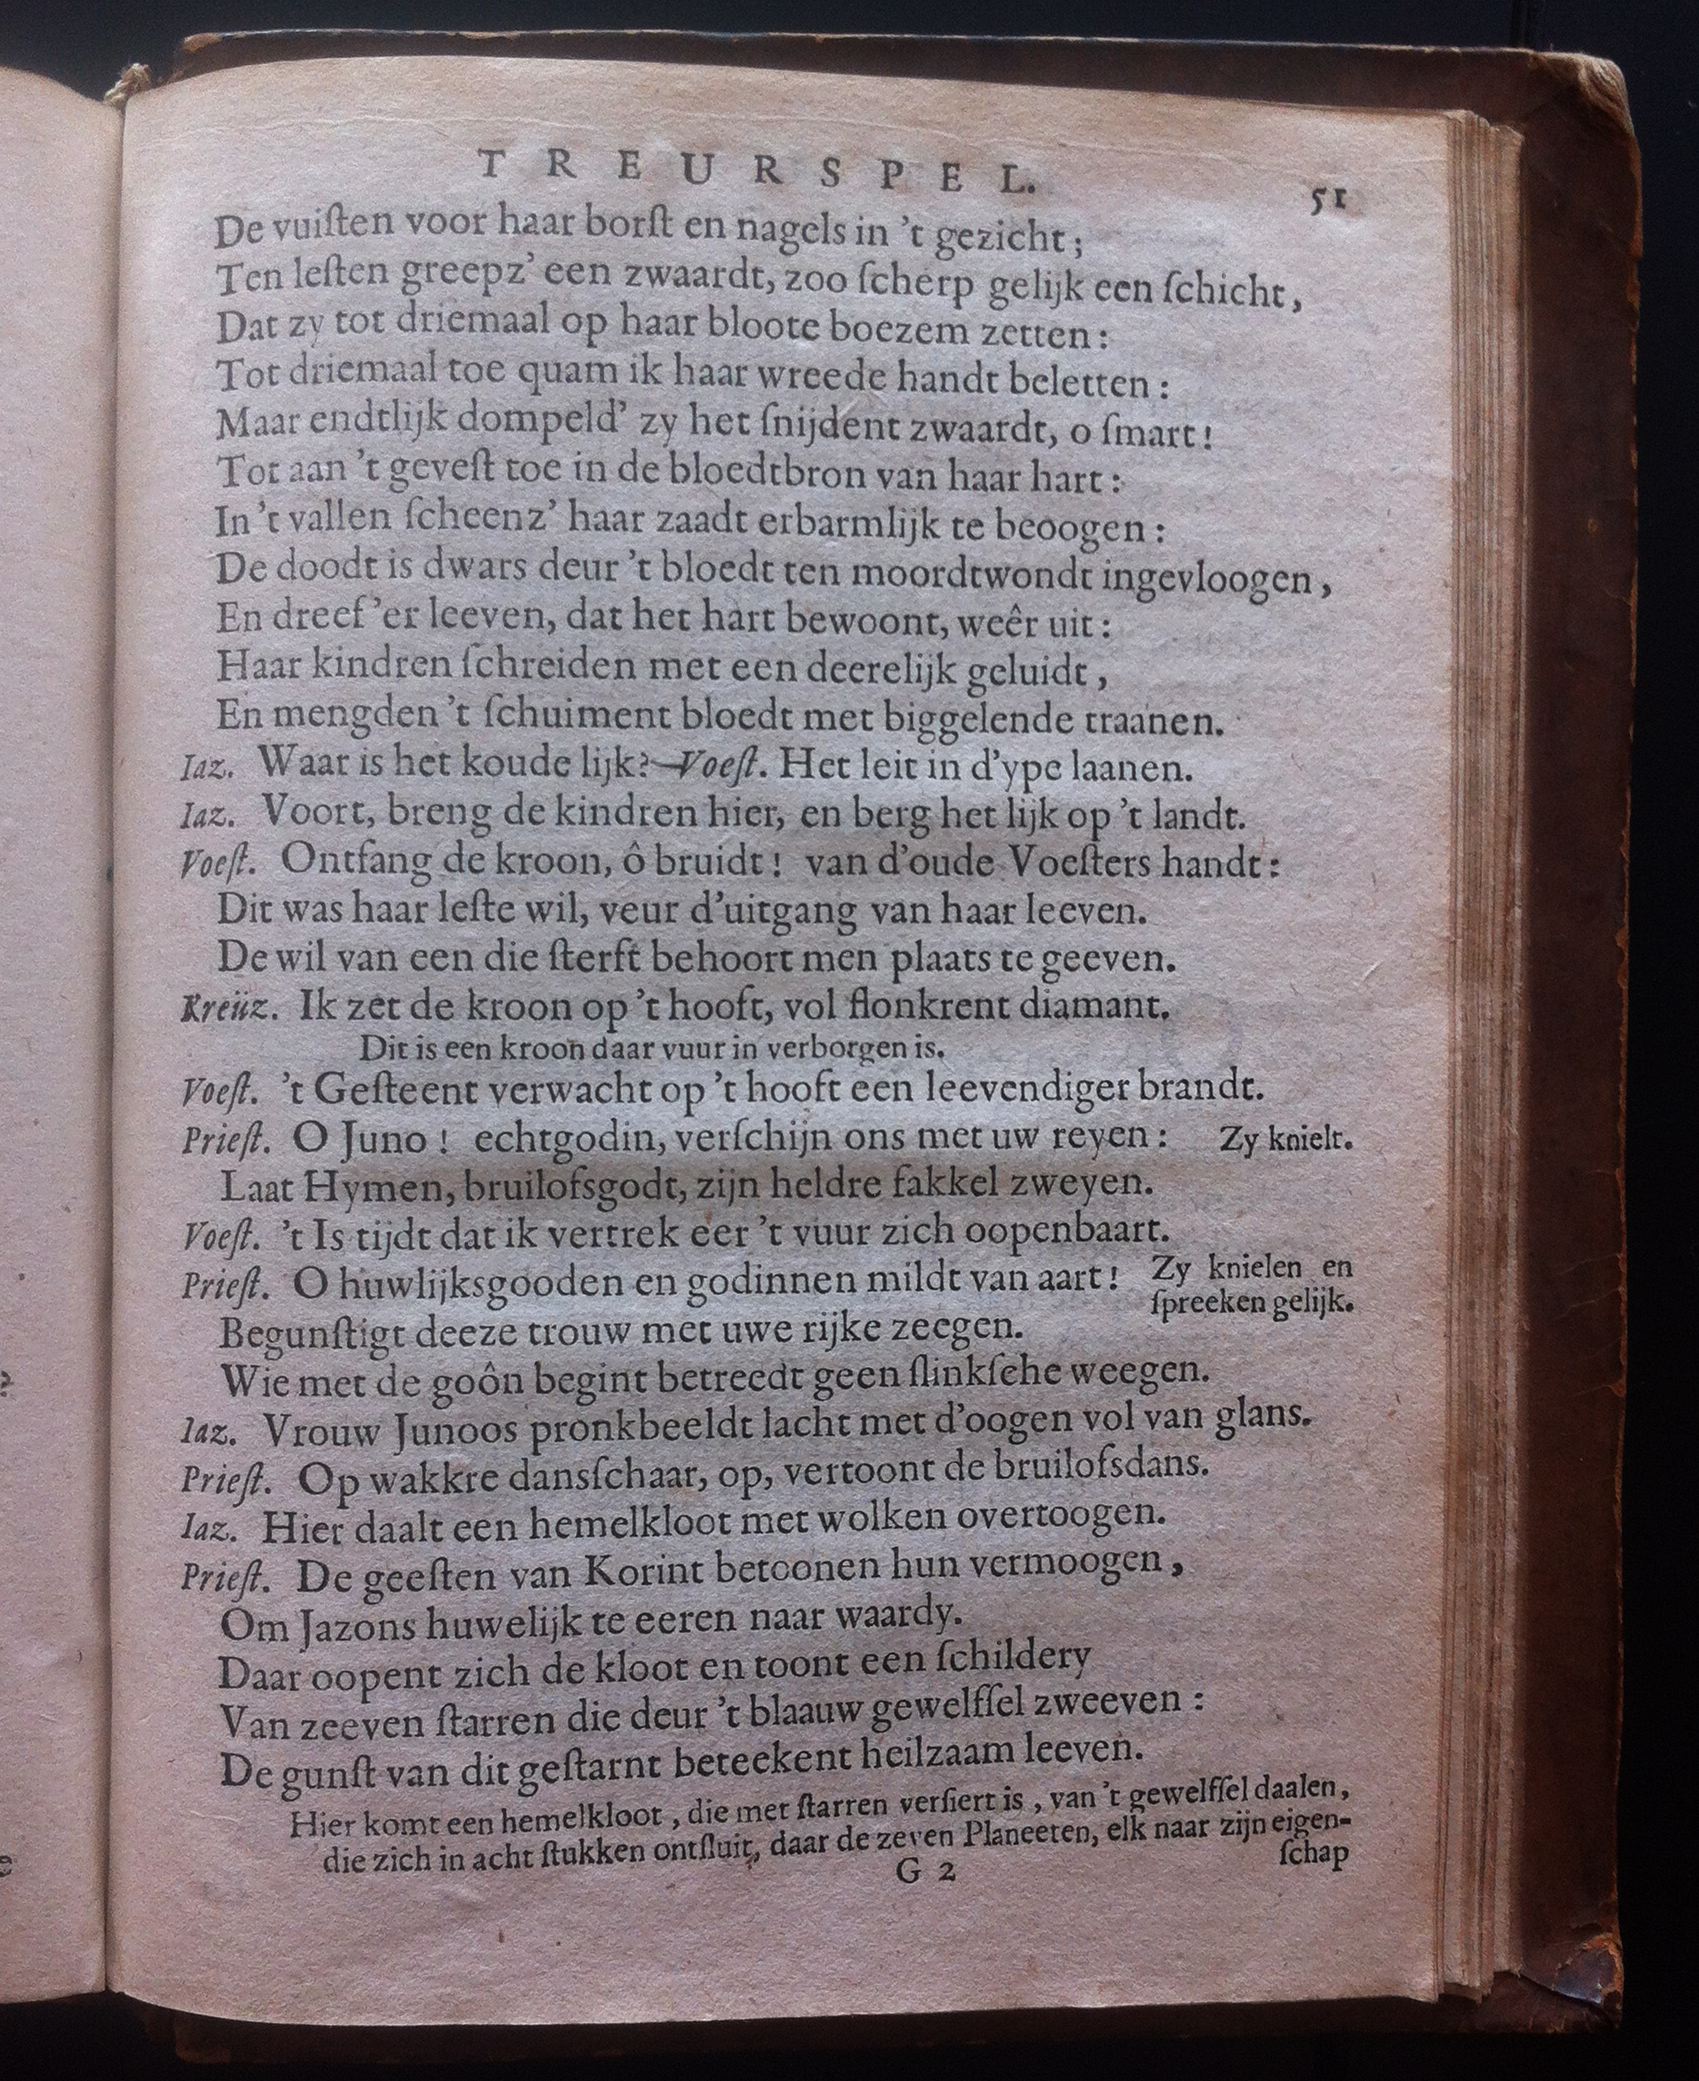 TREURSPEL. 51
De vuiſten voor haar borſt en nagels in 't gezicht;
Ten leſten greepz' een zwaardt, zoo ſcherp gelijk een ſchicht,
Dat zy tot driemaal op haar bloote boezem zetten:
Tot driemaal toe quam ik haar wreede handt beletten:
Maar endtlijk dompeld' zy het ſnijdent zwaardt, o ſmart!
Tot aan 't geveſt toe in de bloedtbron van haar hart:
In 't vallen ſcheenz' haar zaadt erbarmlijk te beoogen:
De doodt is dwars deur 't bloedt ten moordtwondt ingevloogen,
En dreef 'er leeven, dat het hart bewoont, weêr uit:
Haar kindren ſchreiden met een deerelijk geluidt,
En mengden 't ſchuiment bloedt met biggelende traanen.
Iaz. Waar is het koude lijk?—Voeſt. Het leit in d'ype laanen.
Iaz. Voort, breng de kindren hier, en berg het lijk op 't landt.
Voeſt. Ontfang de kroon, ô bruidt! van d'oude Voeſters handt:
Dit was haar leſte wil, veur d'uitgang van haar leeven.
De wil van een die ſterft behoort men plaats te geeven.
Kreüz. Ik zet de kroon op 't hooft, vol flonkrent diamant.
Dit is een kroon daar vuur in verborgen is.
Voeſt. 't Geſteent verwacht op 't hooft een leevendiger brandt.
Prieſt. O Juno! echtgodin, verſchijn ons met uw reyen: Zy knielt.
Laat Hymen, bruilofsgodt, zijn heldre fakkel zweyen.
Voeſt. 't Is tijdt dat ik vertrek eer 't vuur zich oopenbaart.
Prieſt. O huwlijksgooden en godinnen mildt van aart! Zy knielen en
ſpreeken gelijk.
Begunſtigt deeze trouw met uwe rijke zeegen.
Wie met de goôn begint betreedt geen ſlinkſche weegen.
Iaz. Vrouw Junoos pronkbeeldt lacht met d'oogen vol van glans.
Prieſt. Op wakkre dansſchaar, op, vertoont de bruilofsdans.
Iaz. Hier daalt een hemelkloot met wolken overtoogen.
Prieſt. De geeſten van Korint betoonen hun vermoogen,
Om Jazons huwelijk te eeren naar waardy.
Daar oopent zich de kloot en toont een ſchildery
Van zeeven ſtarren die deur 't blaauw gewelfſel zweeven:
De gunſt van dit geſtarnt beteekent heilzaam leeven.
Hier komt een hemelkloot, die met ſtarren verſiert is, van 't gewelfſel daalen,
die zich in acht ſtukken ontſluit, daar de zeven Planeeten, elk naar zijn eigen-
ſchap
G 2